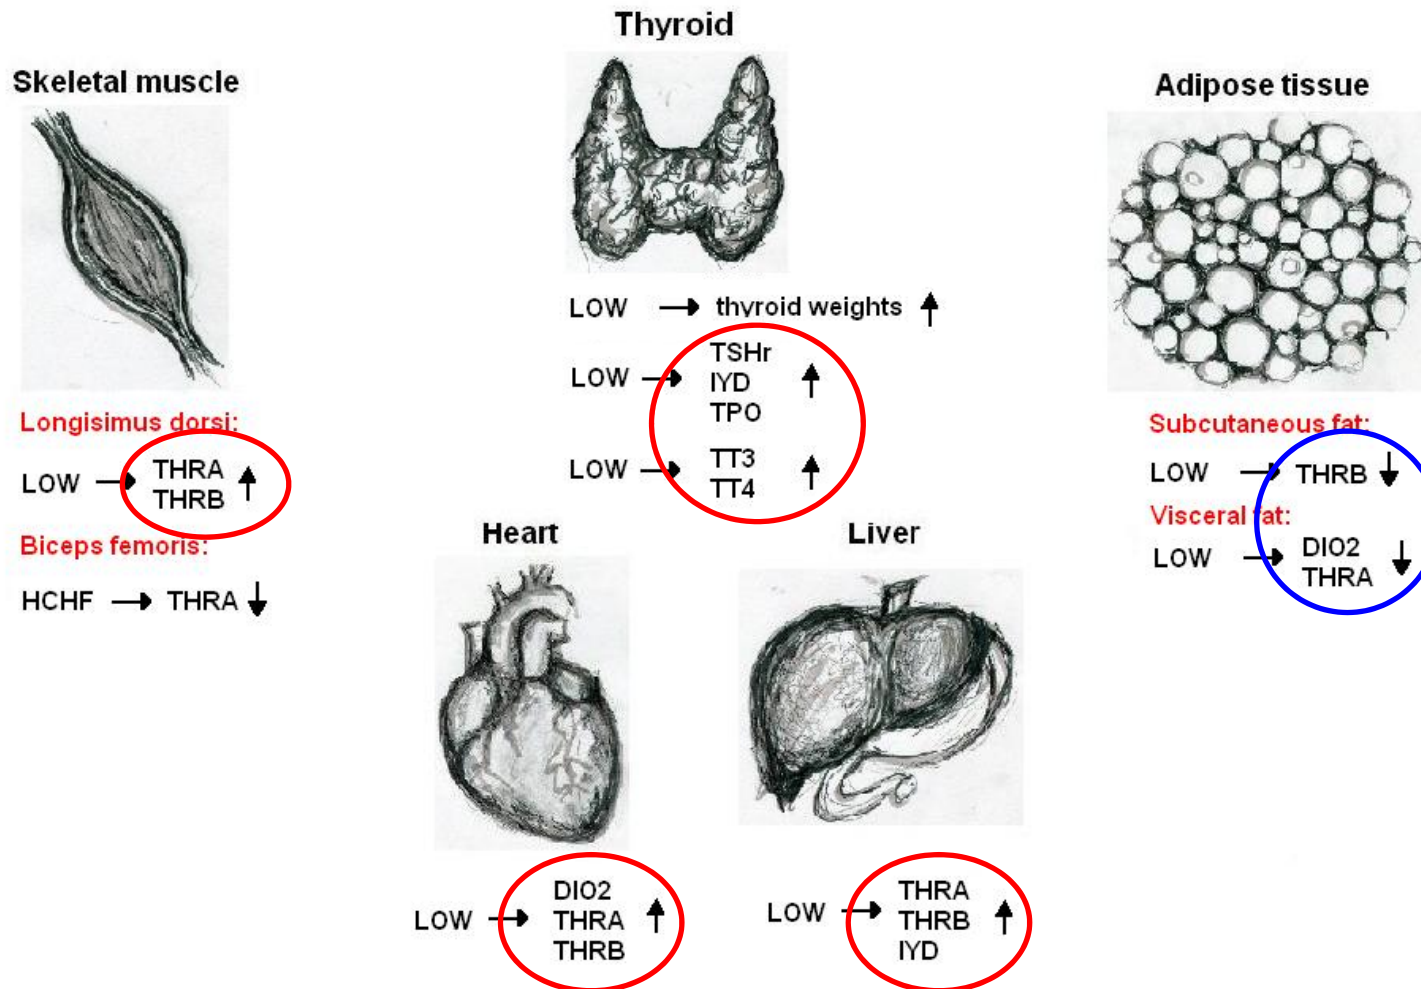 Thyroid
Skeletal muscle
Adipose tissue
LOW → thyroid weights ↑
LOW → TSHr
IYD ↑
TPO
LOW → TT3
TT4 ↑
Longisimus dorsi:
LOW → THRA
THRB ↑
Biceps femoris:
HCHF → THRA ↓
Subcutaneous fat:
LOW → THRB ↓
Visceral fat:
LOW → DIO2
THRA ↓
Heart
Liver
DIO2
LOW → THRA ↑
THRB
THRA
LOW → THRB ↑
IYD